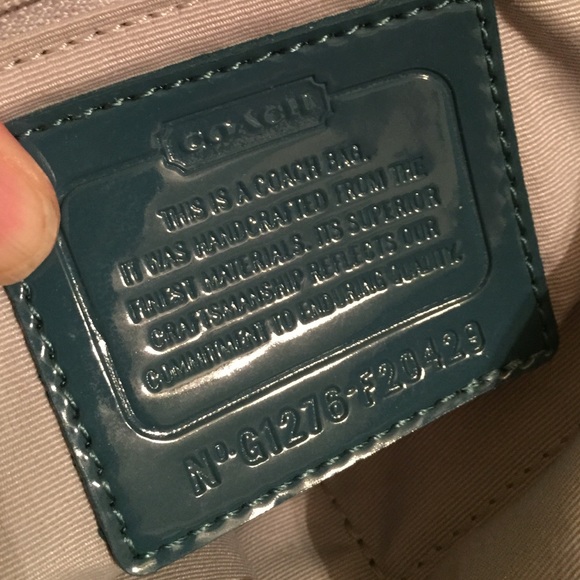 COACH
THIS IS A COACH BAG.
IT WAS HANDCRAFTED FROM THE
FINEST MATERIALS. ITS SUPERIOR
CRAFTSMANSHIP REFLECTS OUR
COMMITMENT TO ENDURING QUALITY.
No. G1276-F20429